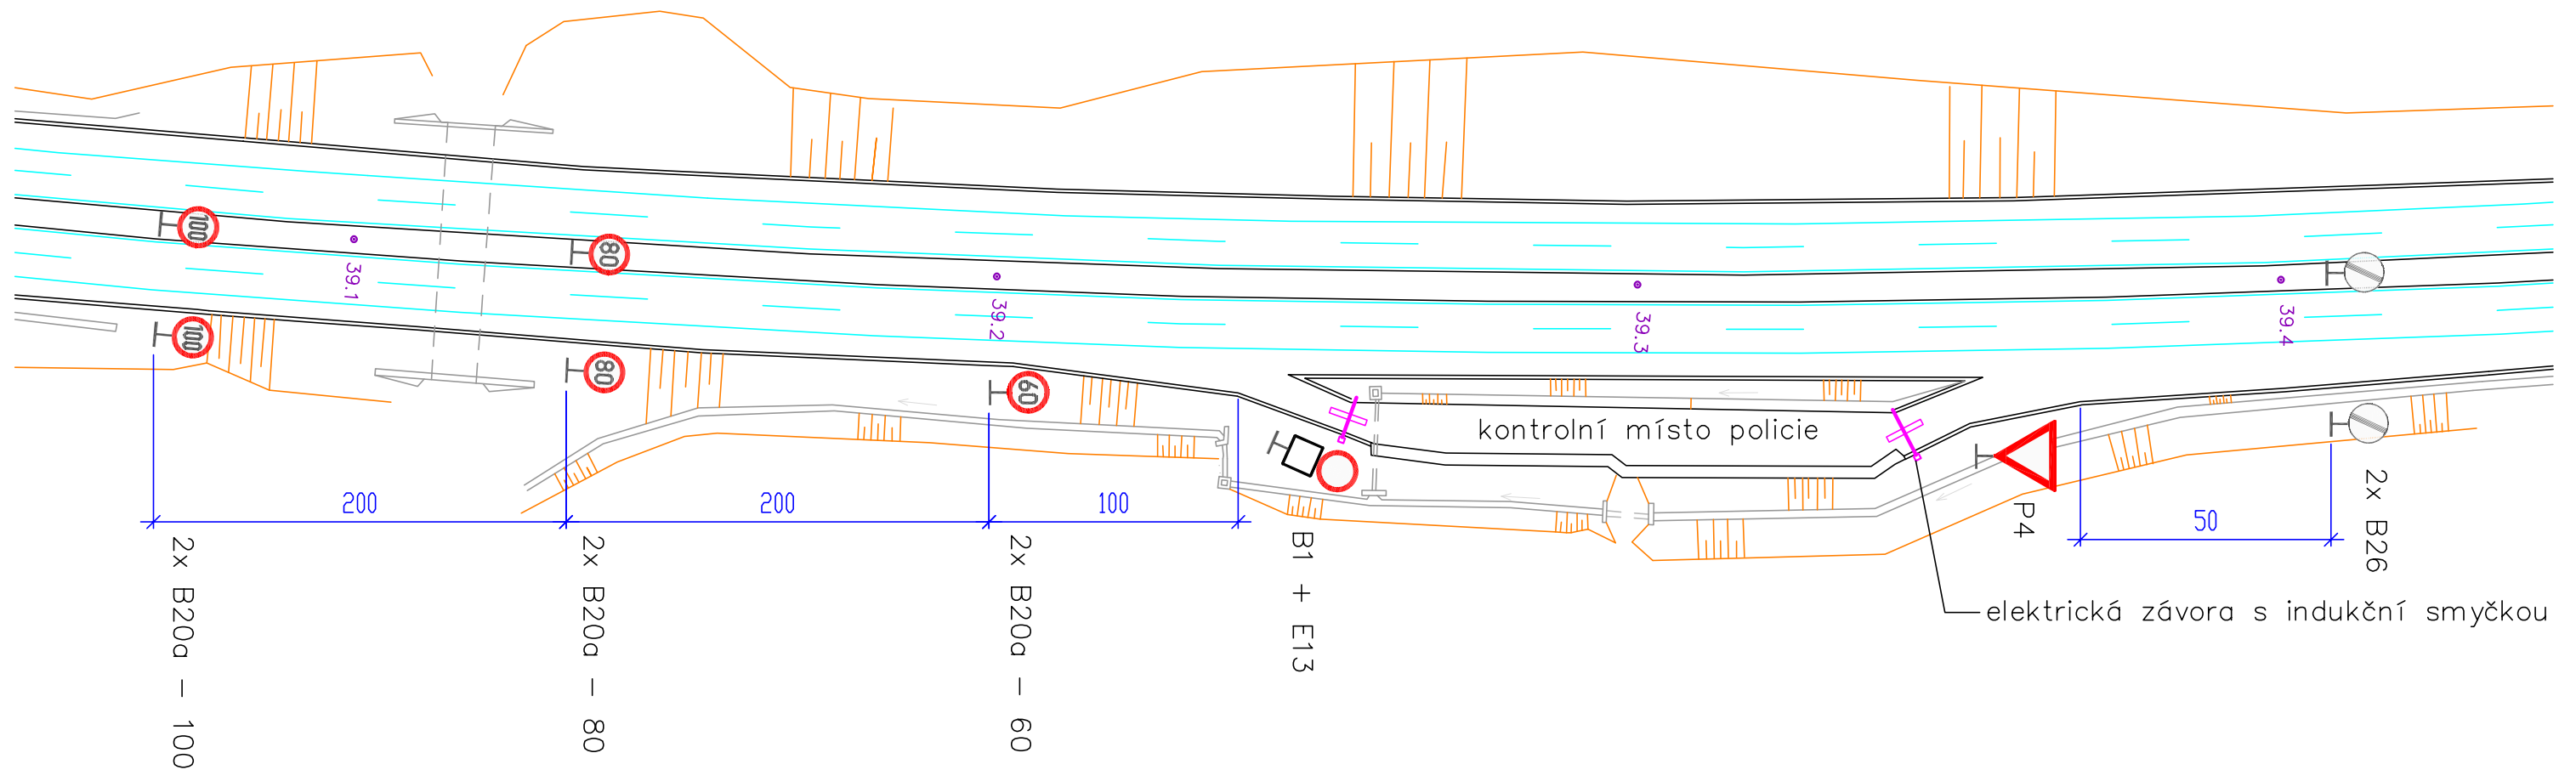 100
80
39.1
39.2
39.3
39.4
100
80
60
kontrolní místo policie
200
200
100
50
2x B20a – 100
2x B20a – 80
2x B20a – 60
B1 + E13
P4
2x B26
elektrická závora s indukční smyčkou